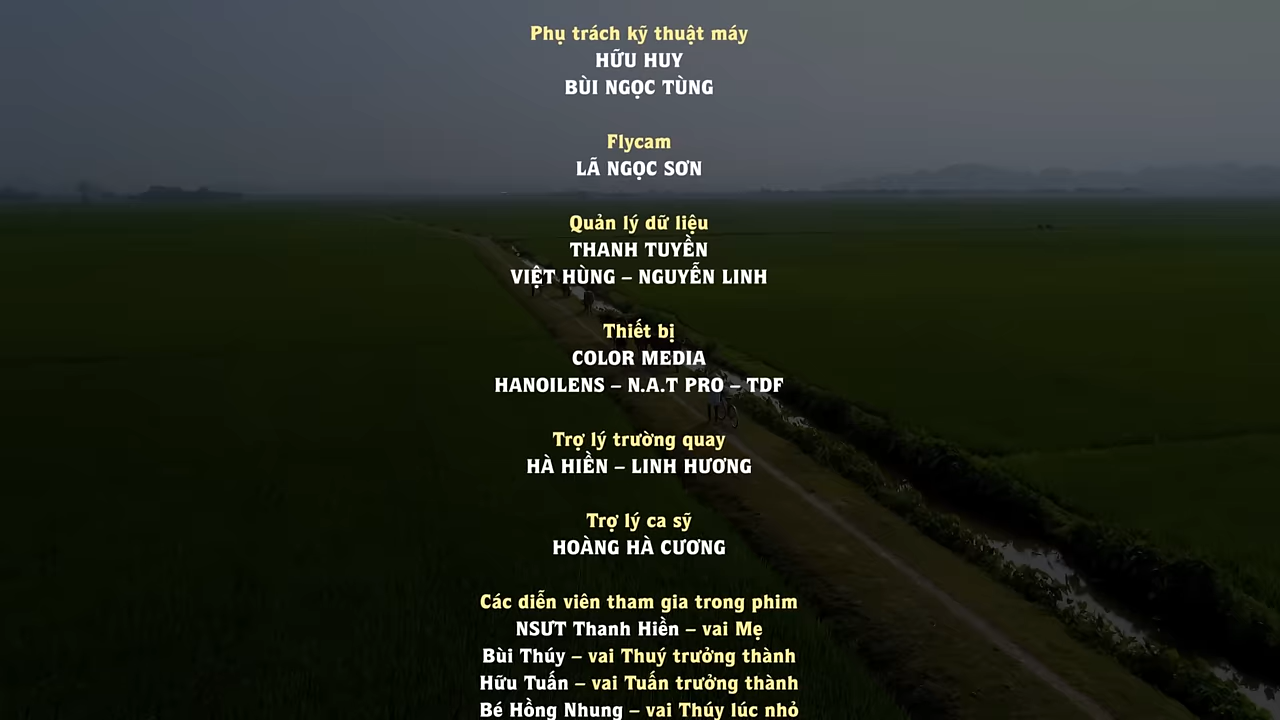 Phụ trách kỹ thuật máy
HỮU HUY
BÙI NGỌC TÙNG
Flycam
LÃ NGỌC SƠN
Quản lý dữ liệu
THANH TUYỀN
VIỆT HÙNG – NGUYỄN LINH
Thiết bị
COLOR MEDIA
HANOILENS – N.A.T PRO – TDF
Trợ lý trường quay
HÀ HIỀN – LINH HƯƠNG
Trợ lý ca sỹ
HOÀNG HÀ CƯƠNG
Các diễn viên tham gia trong phim
NSƯT Thanh Hiền – vai Mẹ
Bùi Thúy – vai Thuý trưởng thành
Hữu Tuấn – vai Tuấn trưởng thành
Bé Hồng Nhung – vai Thúy lúc nhỏ